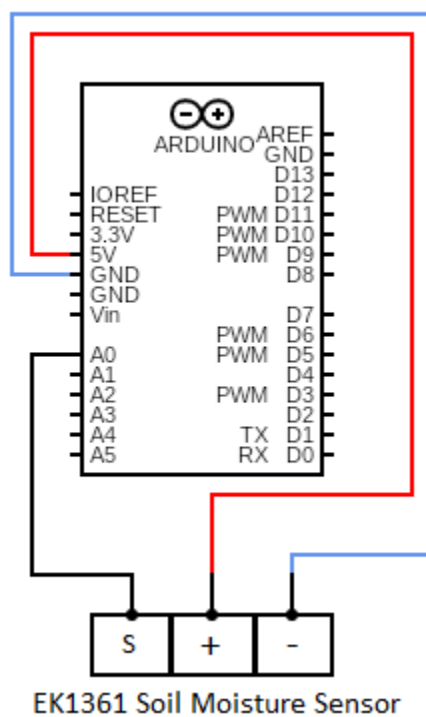 ARDUINO
AREF
GND
D13
IOREF D12
RESET PWM D11
3.3V PWM D10
5V PWM D9
GND D8
GND
Vin D7
PWM D6
A0 PWM D5
A1 D4
A2 PWM D3
A3 D2
A4 TX D1
A5 RX D0
S + -
EK1361 Soil Moisture Sensor